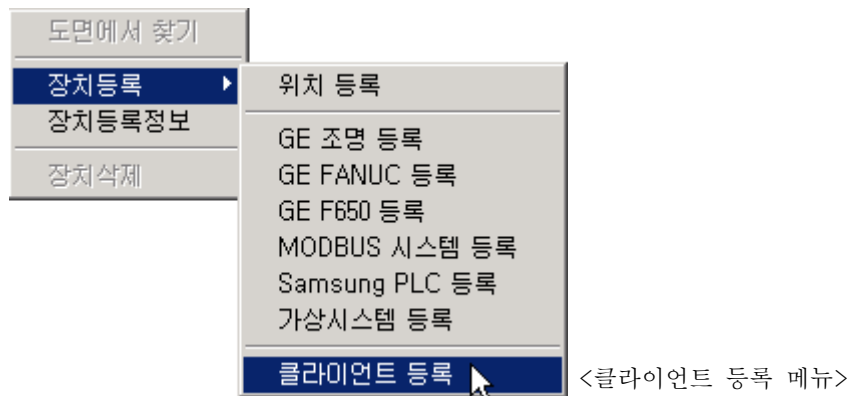 도면에서 찾기
장치등록
장치등록정보
장치삭제
위치 등록
GE 조명 등록
GE FANUC 등록
GE F650 등록
MODBUS 시스템 등록
Samsung PLC 등록
가상시스템 등록
클라이언트 등록
<클라이언트 등록 메뉴>